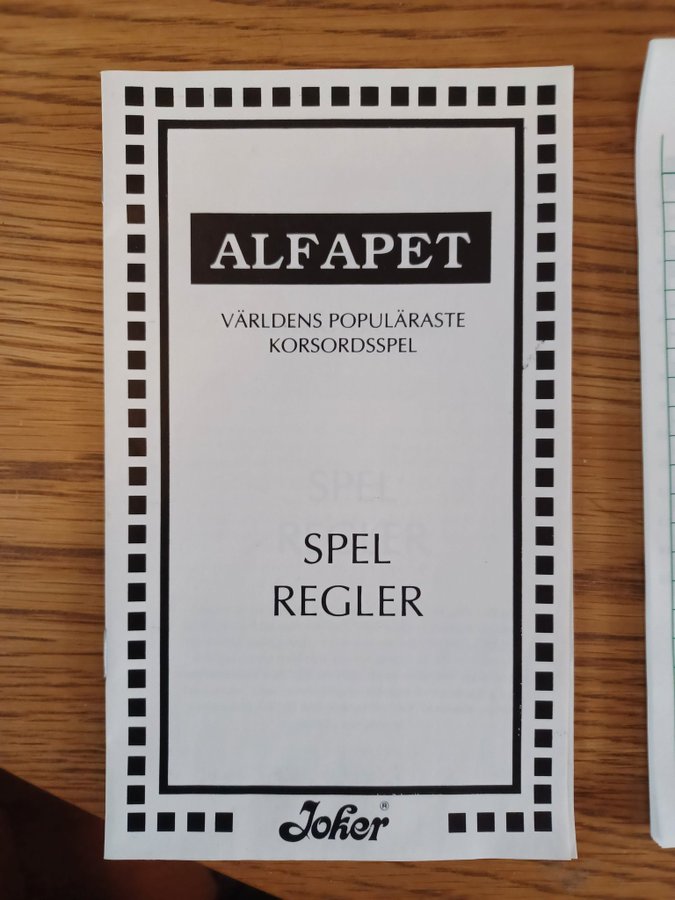 ALFAPET
VÄRLDENS POPULÄRASTE
KORSORDSSPEL
SPEL
REGLER
Joker®